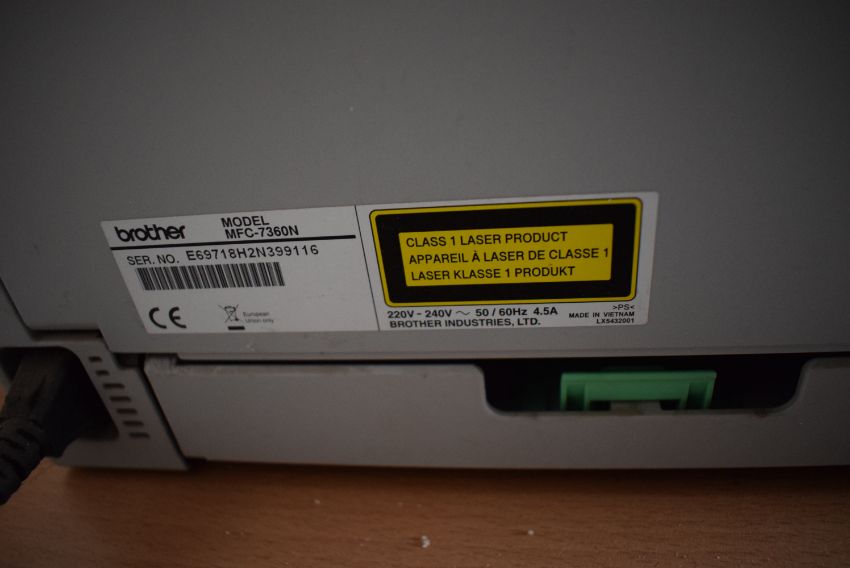 brother
MODEL
MFC-7360N
SER. NO. E69718H2N399116
CE
European
Union only
CLASS 1 LASER PRODUCT
APPAREIL À LASER DE CLASSE 1
LASER KLASSE 1 PRODUKT
220V - 240V ～ 50 / 60Hz 4.5A
BROTHER INDUSTRIES, LTD.
>PS<
MADE IN VIETNAM
LX5432001